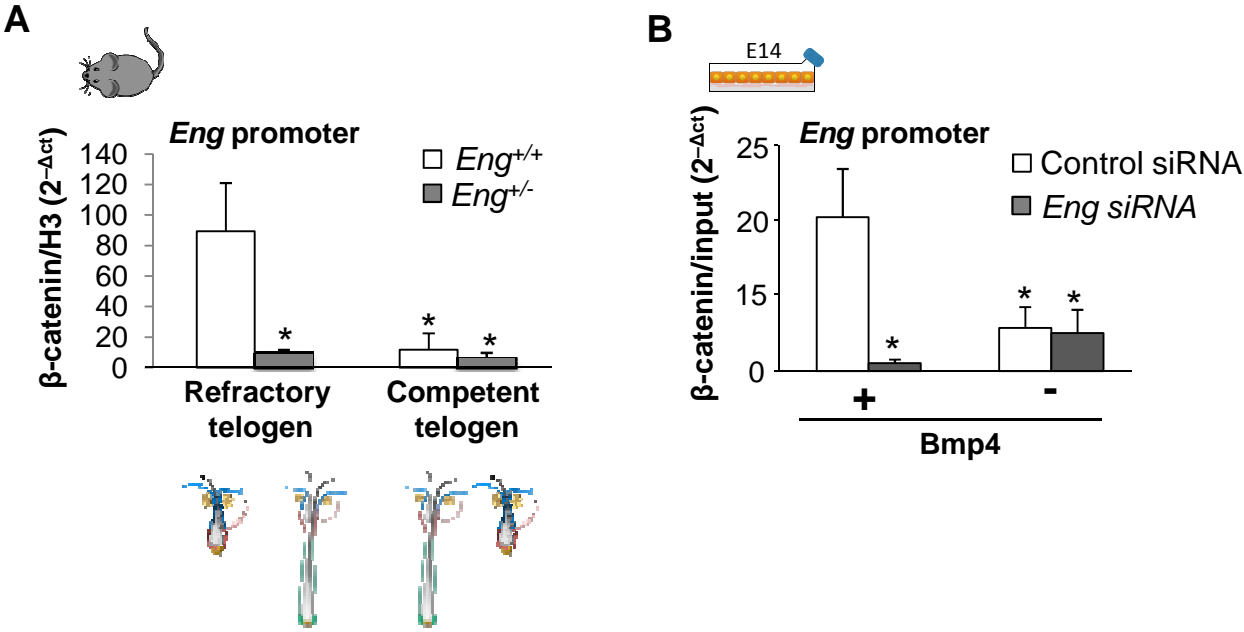 A
Eng promoter
β-catenin/H3 (2⁻Δct)
140
120
100
80
60
40
20
0
Eng+/+
Eng+/-
*
*
*
Refractory
telogen
Competent
telogen
B
E14
Eng promoter
β-catenin/input (2⁻Δct)
25
20
15
0
Control siRNA
Eng siRNA
*
*
*
+
-
Bmp4